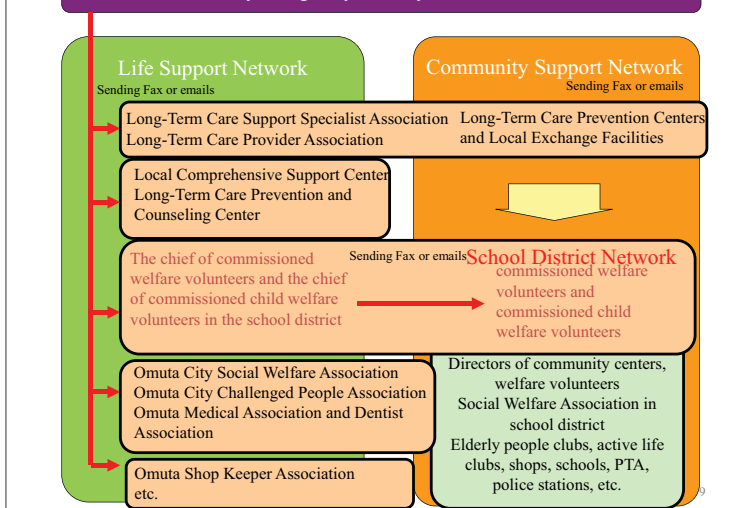 Life Support Network
Sending Fax or emails
Community Support Network
Sending Fax or emails
Long-Term Care Support Specialist Association
Long-Term Care Provider Association
Long-Term Care Prevention Centers
and Local Exchange Facilities
Local Comprehensive Support Center
Long-Term Care Prevention and
Counseling Center
The chief of commissioned
welfare volunteers and the chief
of commissioned child welfare
volunteers in the school district
Sending Fax or emails
School District Network
commissioned welfare
volunteers and
commissioned child
welfare volunteers
Omuta City Social Welfare Association
Omuta City Challenged People Association
Omuta Medical Association and Dentist
Association
Directors of community centers,
welfare volunteers
Social Welfare Association in
school district
Elderly people clubs, active life
clubs, shops, schools, PTA,
police stations, etc.
Omuta Shop Keeper Association
etc.
9